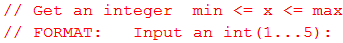 // Get an integer  min <= x <= max
// FORMAT:   Input an int(1...5):